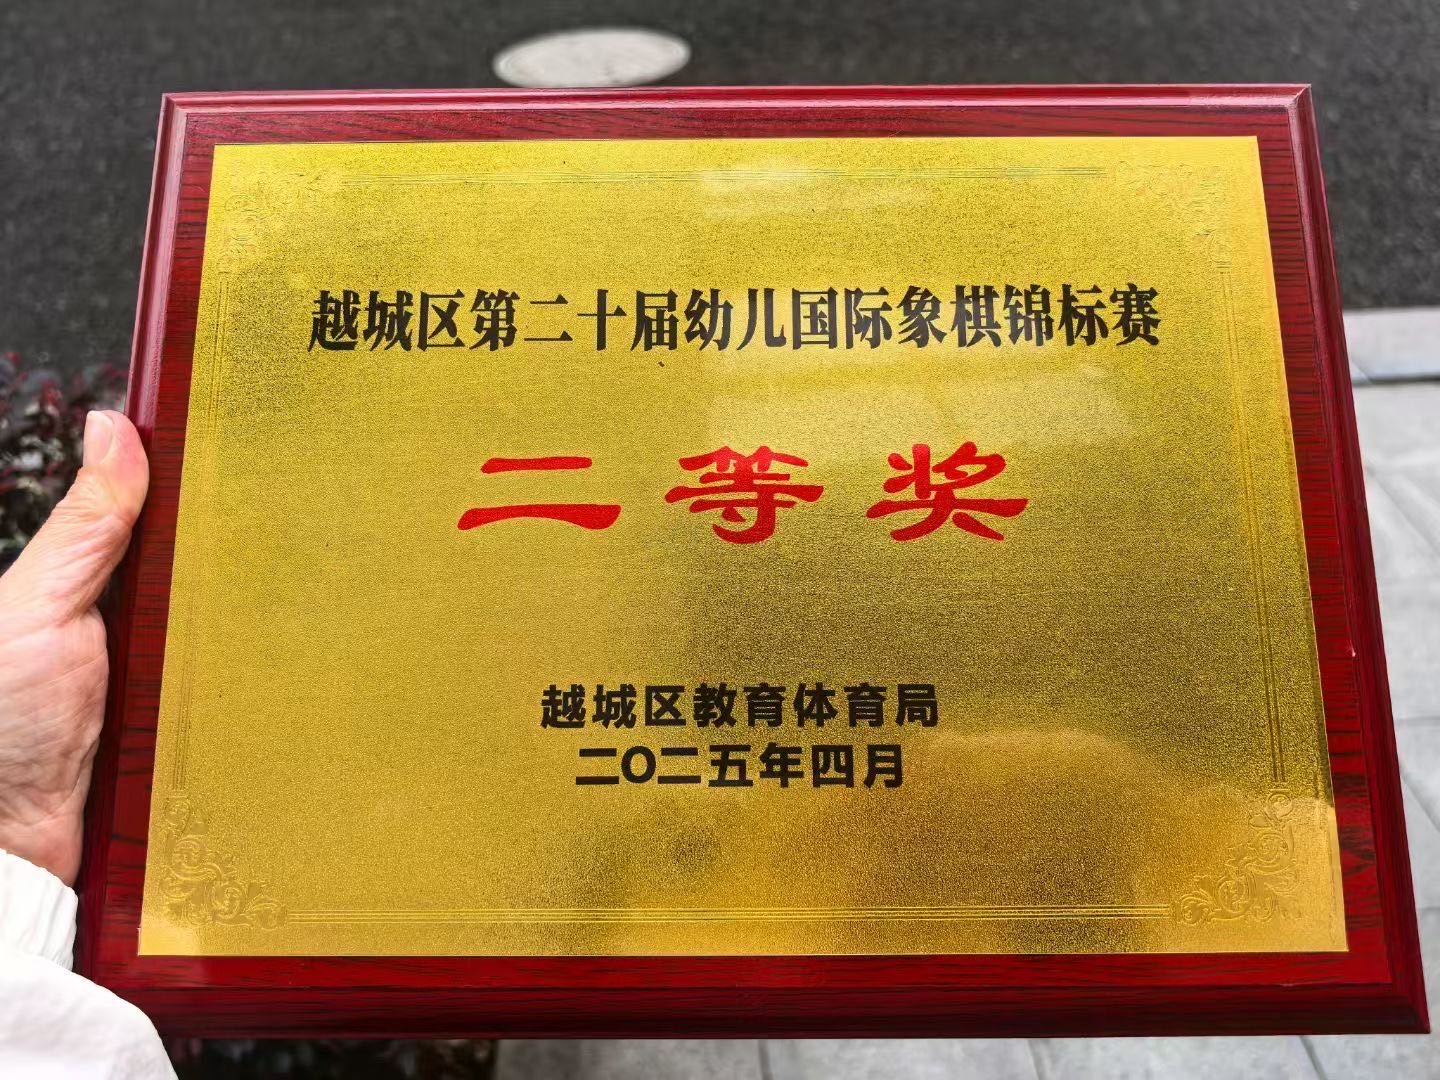 越城区第二十届幼儿国际象棋锦标赛
二等奖
越城区教育体育局
二〇二五年四月